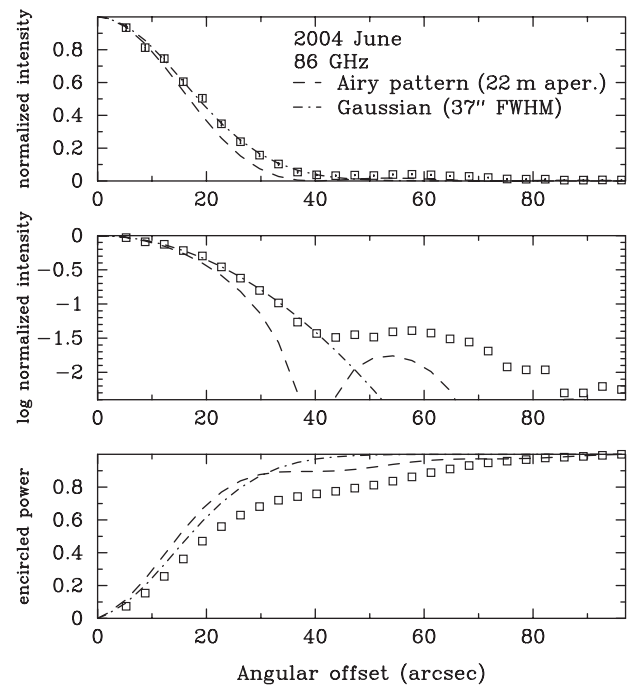 normalized intensity
0.8
0.6
0.4
0.2
0
2004 June
86 GHz
Airy pattern (22 m aper.)
Gaussian (37" FWHM)
0 20 40 60 80
log normalized intensity
0
−0.5
−1
−1.5
−2
0 20 40 60 80
encircled power
0.8
0.6
0.4
0.2
0
0 20 40 60 80
Angular offset (arcsec)